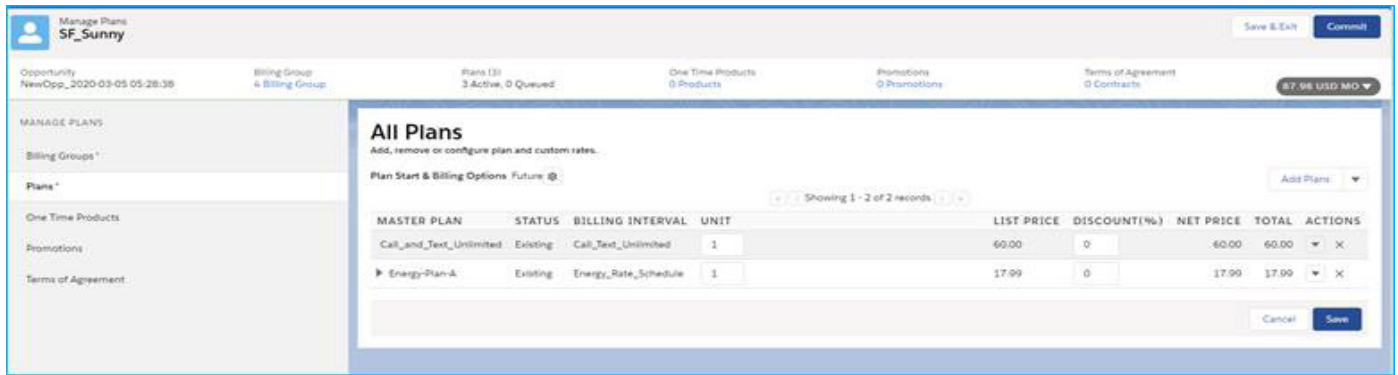 Manage Plans
SF_Sunny
Save & Exit
Commit
Opportunity
NewOpp_2020-03-05 05:28:38
Billing Group
4 Billing Group
Plans (3)
3 Active, 0 Queued
One Time Products
0 Products
Promotions
0 Promotions
Terms of Agreement
0 Contracts
87.98 USD MO
MANAGE PLANS
Billing Groups*
Plans*
One Time Products
Promotions
Terms of Agreement
All Plans
Add, remove or configure plan and custom rates.
Plan Start & Billing Options Future
Add Plans
Showing 1 - 2 of 2 records
MASTER PLAN STATUS BILLING INTERVAL UNIT LIST PRICE DISCOUNT(%) NET PRICE TOTAL ACTIONS
Call_and_Text_Unlimited Existing Call_Text_Unlimited 1 60.00 0 60.00 60.00
Energy-Plan-A Existing Energy_Rate_Schedule 1 17.99 0 17.99 17.99
Cancel
Save